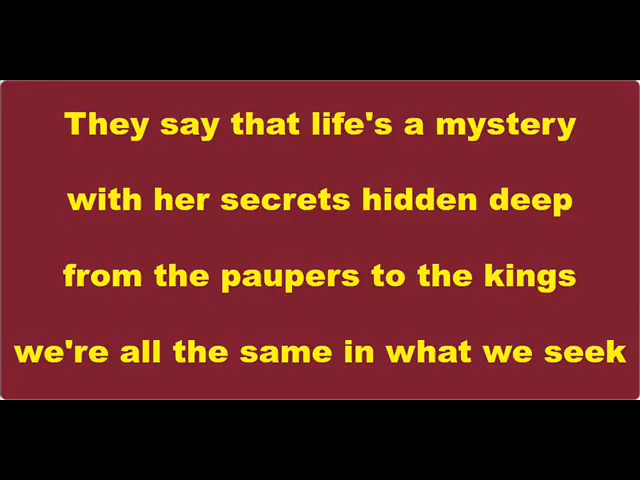 They say that life's a mystery
with her secrets hidden deep
from the paupers to the kings
we're all the same in what we seek